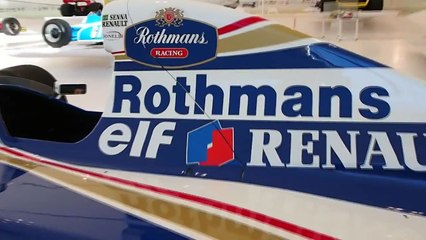 SENNA
RENAULT
Rothmans
RACING
Rothmans
elf RENAU